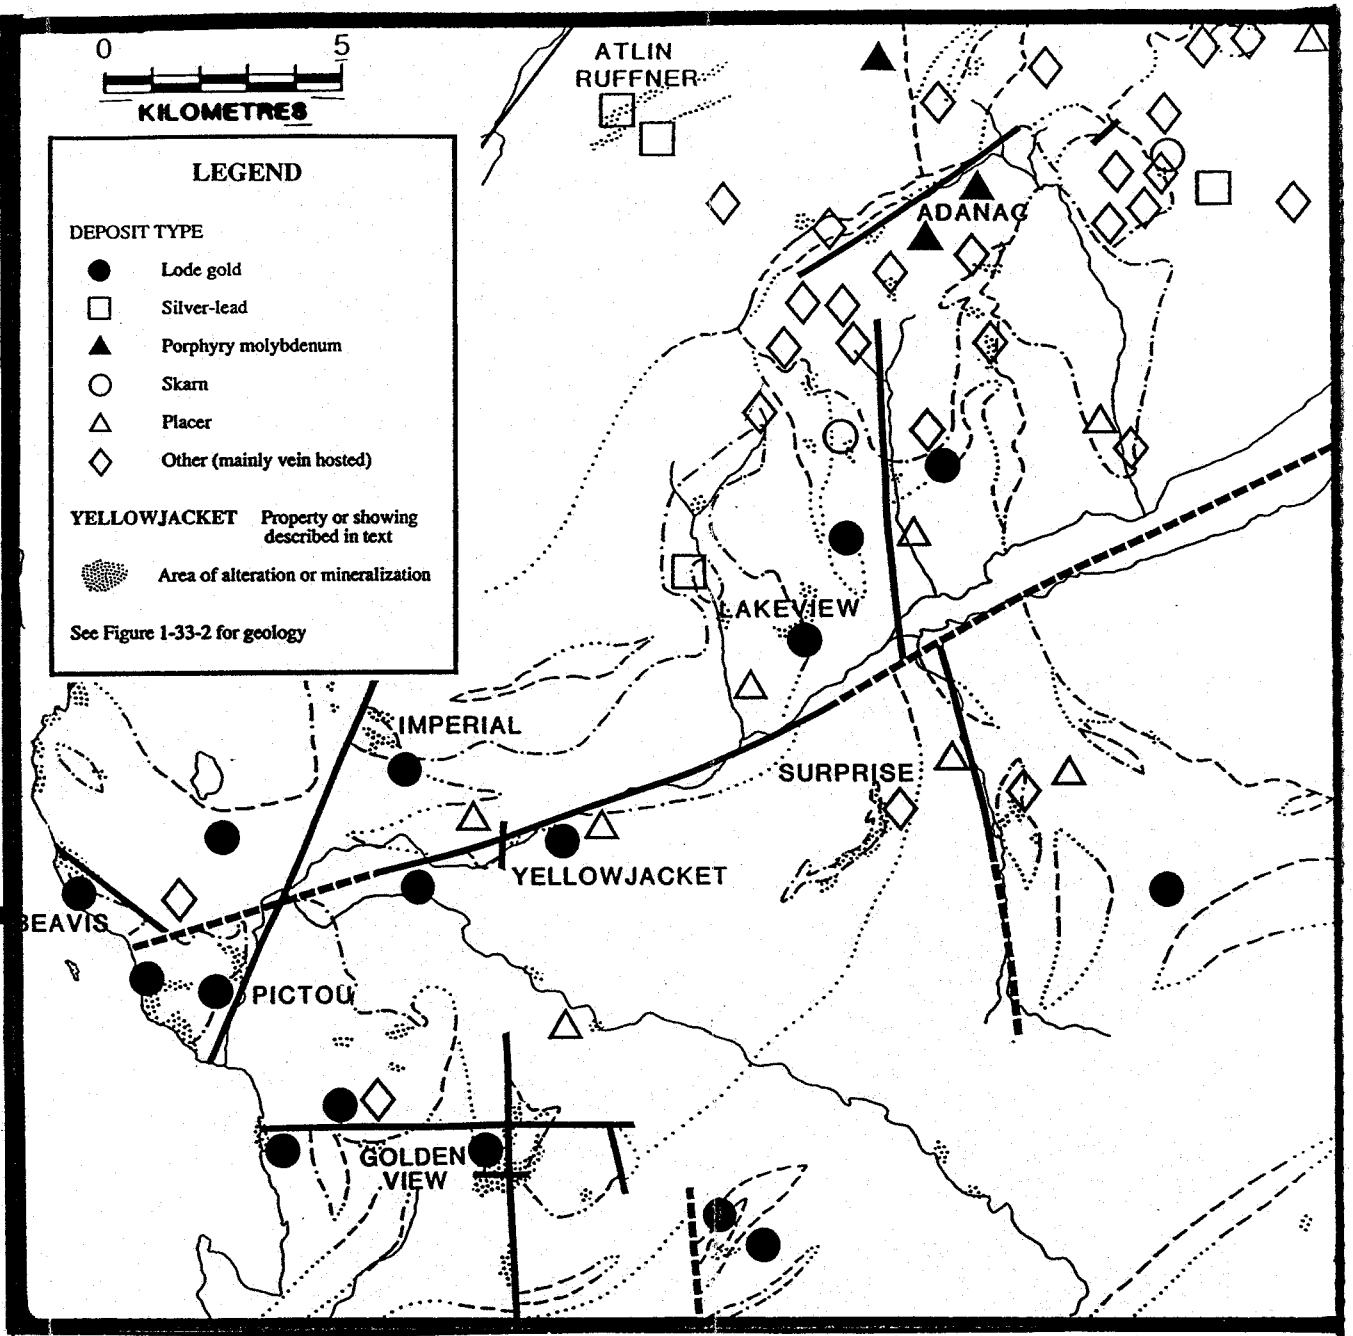 0 5
KILOMETRES
LEGEND
DEPOSIT TYPE
Lode gold
Silver-lead
Porphyry molybdenum
Skarn
Placer
Other (mainly vein hosted)
YELLOWJACKET Property or showing
described in text
Area of alteration or mineralization
See Figure 1-33-2 for geology
ATLIN
RUFFNER
ADANAC
LAKEVIEW
IMPERIAL
SURPRISE
YELLOWJACKET
BEAVIS
PICTOU
GOLDEN
VIEW